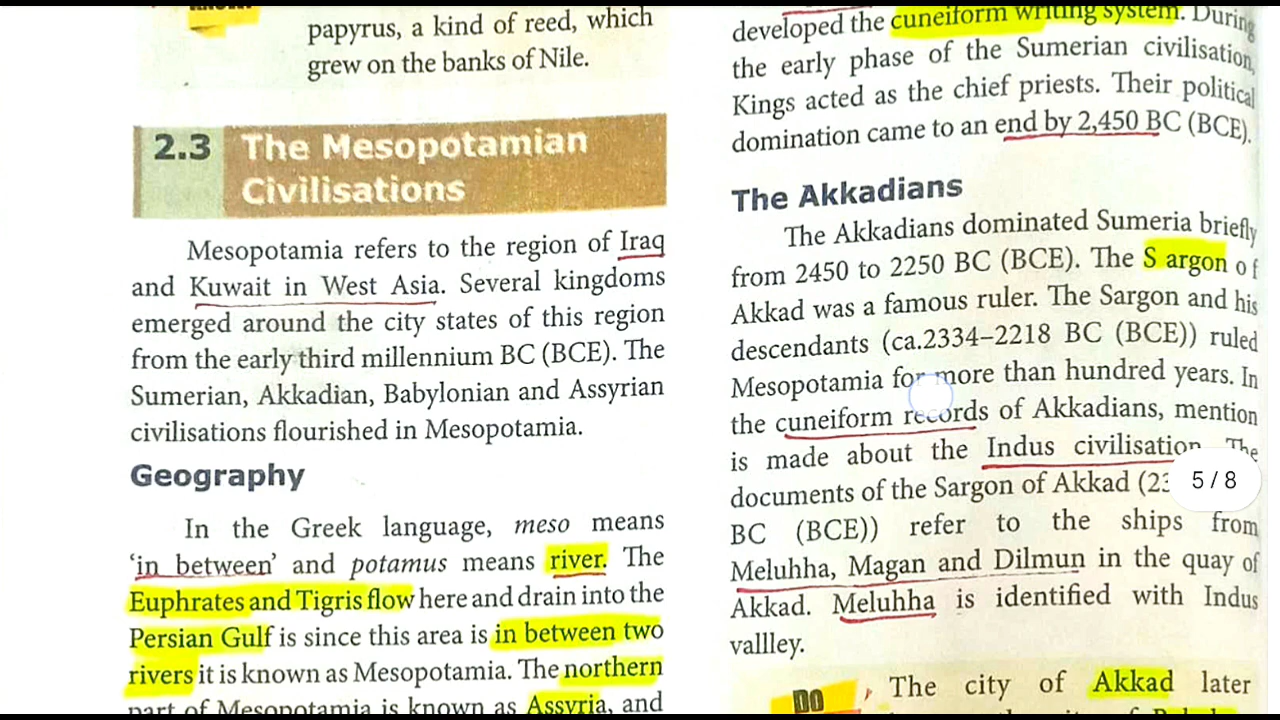 KNOW?
papyrus, a kind of reed, which
grew on the banks of Nile.
2.3 The Mesopotamian
Civilisations
Mesopotamia refers to the region of Iraq
and Kuwait in West Asia. Several kingdoms
emerged around the city states of this region
from the early third millennium BC (BCE). The
Sumerian, Akkadian, Babylonian and Assyrian
civilisations flourished in Mesopotamia.
Geography
In the Greek language, meso means
‘in between’ and potamus means river. The
Euphrates and Tigris flow here and drain into the
Persian Gulf is since this area is in between two
rivers it is known as Mesopotamia. The northern
part of Mesopotamia is known as Assyria, and
developed the cuneiform writing system. During
the early phase of the Sumerian civilisation,
Kings acted as the chief priests. Their political
domination came to an end by 2,450 BC (BCE).
The Akkadians
The Akkadians dominated Sumeria briefly
from 2450 to 2250 BC (BCE). The S argon of
Akkad was a famous ruler. The Sargon and his
descendants (ca.2334–2218 BC (BCE)) ruled
Mesopotamia for more than hundred years. In
the cuneiform records of Akkadians, mention
is made about the Indus civilisation. The
documents of the Sargon of Akkad
BC (BCE)) refer to the ships from
Meluhha, Magan and Dilmun in the quay of
Akkad. Meluhha is identified with Indus
vallley.
DO
The city of Akkad later
5 / 8